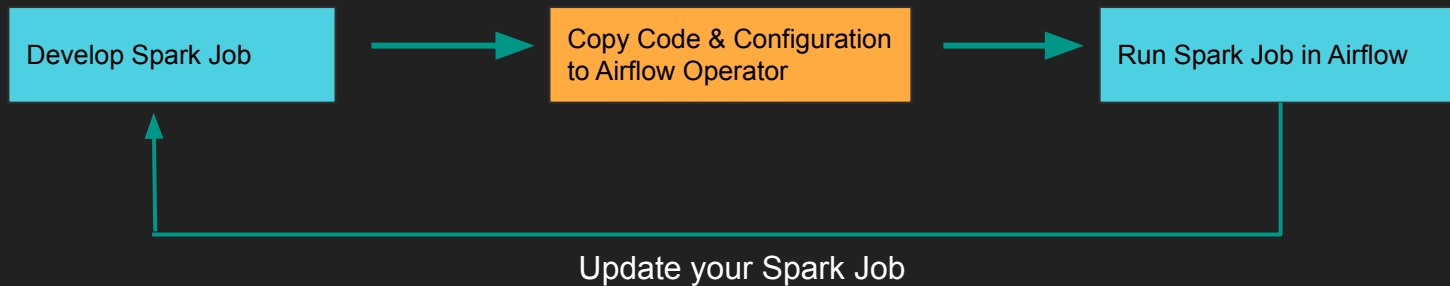 Develop Spark Job
Copy Code & Configuration
to Airflow Operator
Run Spark Job in Airflow
Update your Spark Job